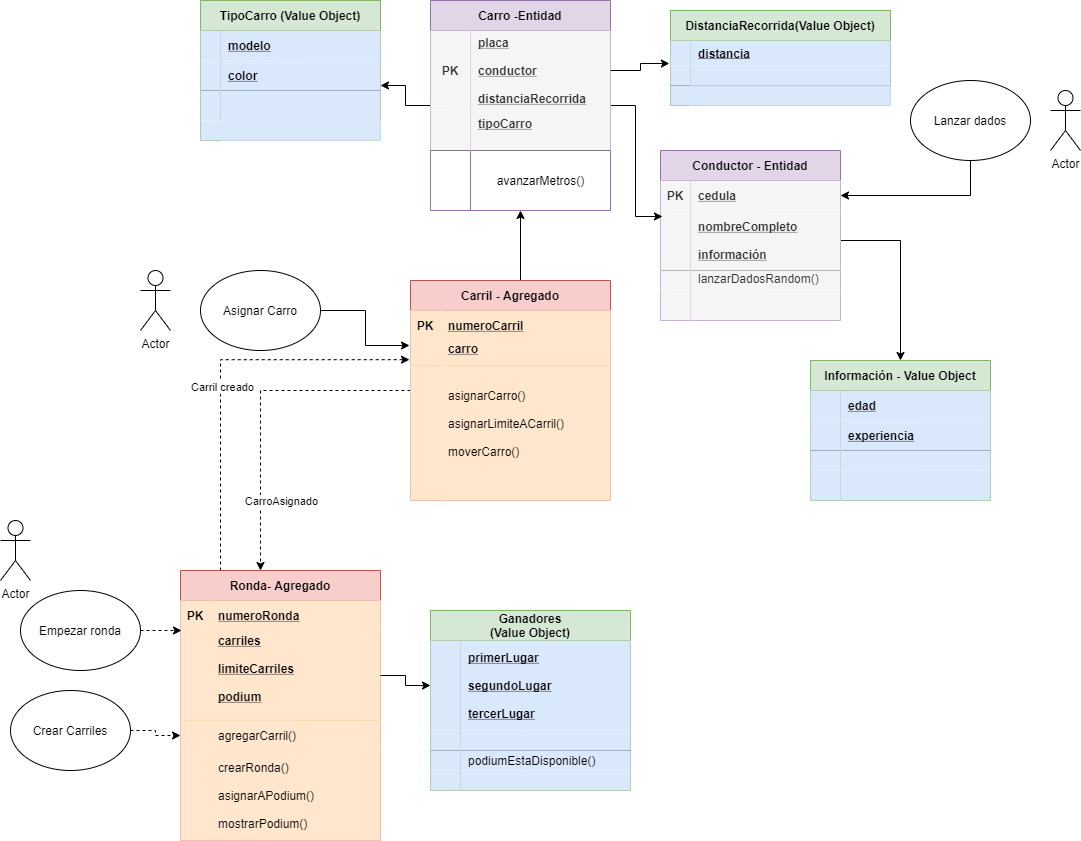 TipoCarro (Value Object)
modelo
color
Carro -Entidad
placa
PK
conductor
distanciaRecorrida
tipoCarro
avanzarMetros()
DistanciaRecorrida(Value Object)
distancia
Lanzar dados
Actor
Conductor - Entidad
PK
cedula
nombreCompleto
información
lanzarDadosRandom()
Actor
Asignar Carro
Carril - Agregado
PK
numeroCarril
carro
asignarCarro()
asignarLimiteACarril()
moverCarro()
Información - Value Object
edad
experiencia
Carril creado
CarroAsignado
Actor
Empezar ronda
Crear Carriles
Ronda- Agregado
PK
numeroRonda
carriles
limiteCarriles
podium
agregarCarril()
crearRonda()
asignarAPodium()
mostrarPodium()
Ganadores
(Value Object)
primerLugar
segundoLugar
tercerLugar
podiumEstaDisponible()